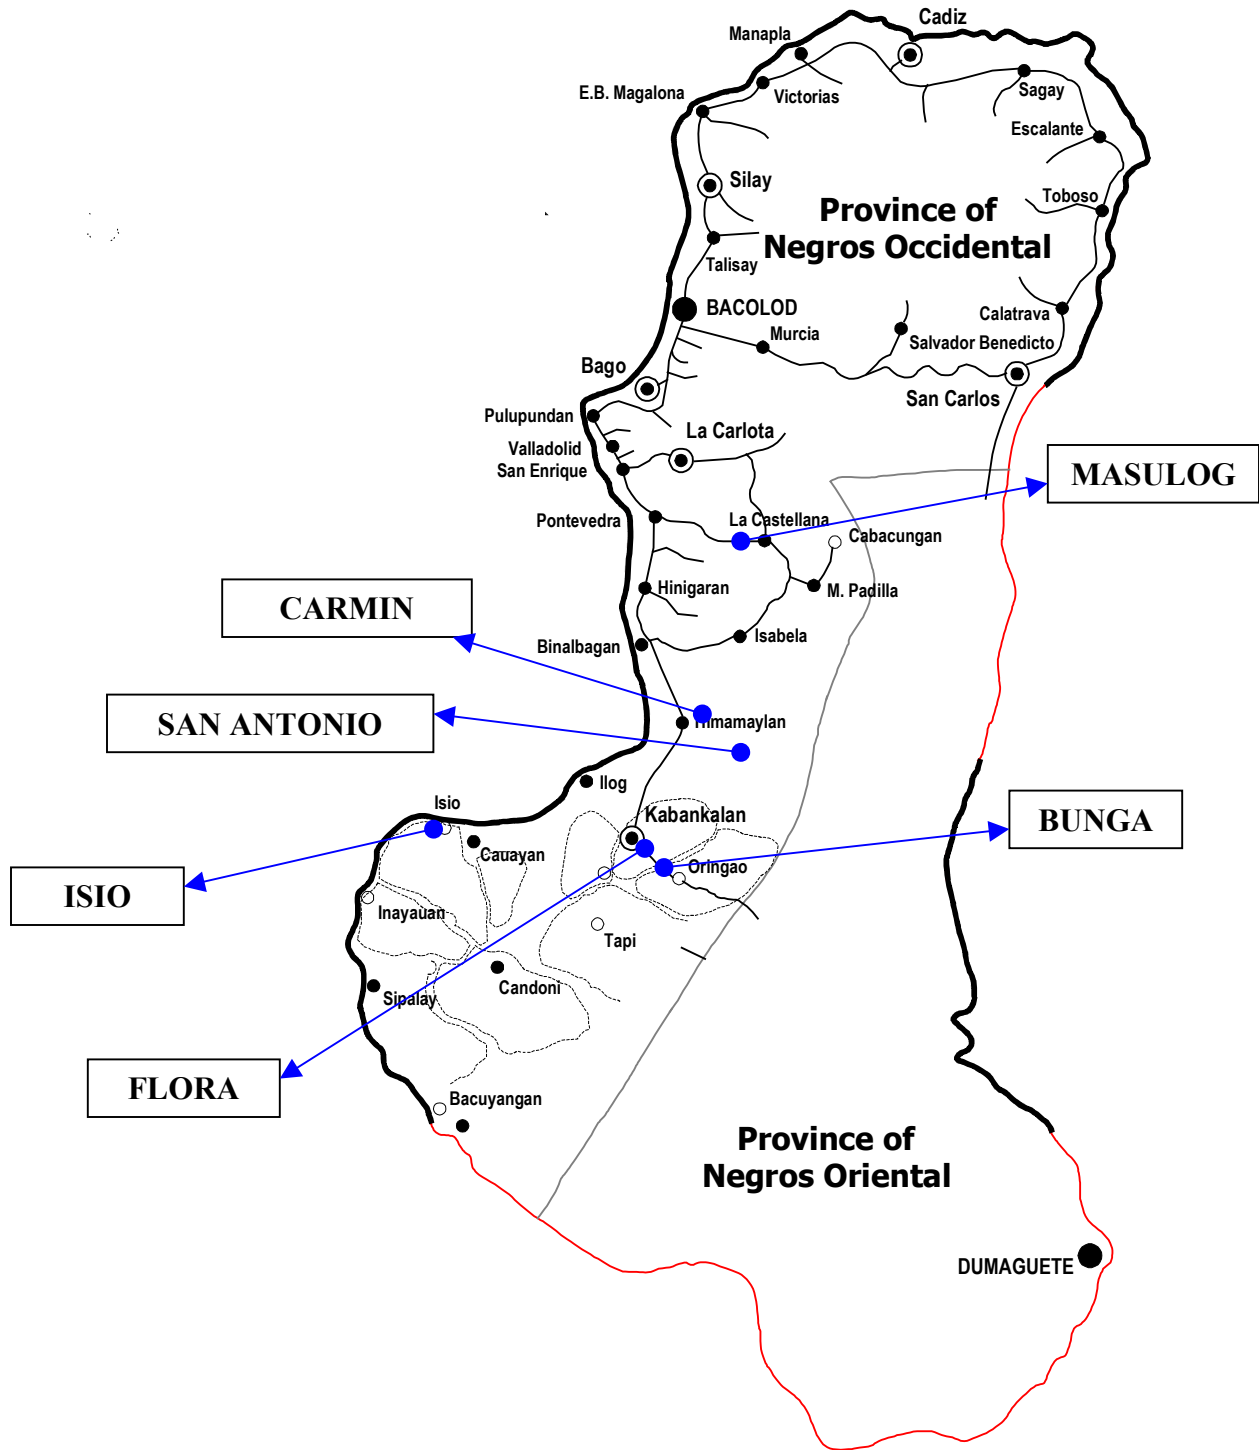 Cadiz
Manapla
Sagay
Victorias
E.B. Magalona
Escalante
Silay
Toboso
Province of
Negros Occidental
Talisay
BACOLOD
Calatrava
Murcia
Salvador Benedicto
Bago
San Carlos
Pulupundan
La Carlota
Valladolid
San Enrique
MASULOG
Pontevedra
La Castellana
Cabacungan
CARMIN
Hinigaran
M. Padilla
Binalbagan
Isabela
SAN ANTONIO
Himamaylan
Ilog
Isio
Kabankalan
BUNGA
Cauayan
Oringao
ISIO
Inayauan
Tapi
Candoni
Sipalay
FLORA
Bacuyangan
Province of
Negros Oriental
DUMAGUETE